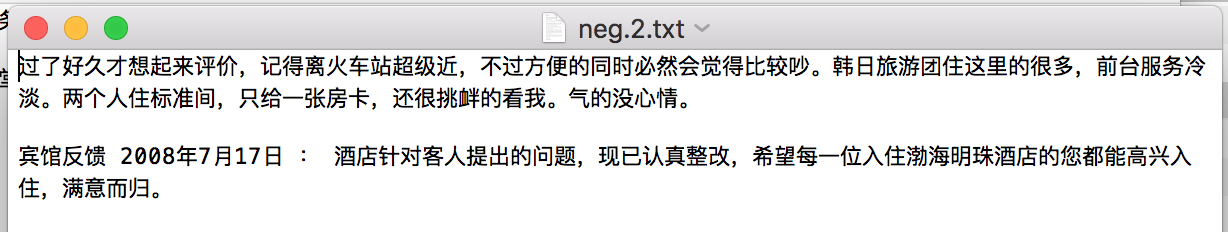 neg.2.txt
过了好久才想起来评价，记得离火车站超级近，不过方便的同时必然会觉得比较吵。韩日旅游团住这里的很多，前台服务冷
淡。两个人住标准间，只给一张房卡，还很挑衅的看我。气的没心情。
宾馆反馈 2008年7月17日 ： 酒店针对客人提出的问题，现已认真整改，希望每一位入住渤海明珠酒店的您都能高兴入
住，满意而归。